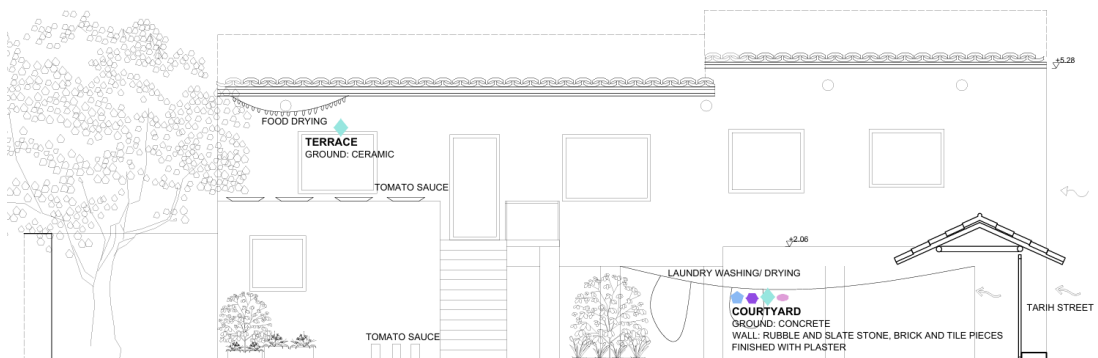 +5.28
FOOD DRYING
TERRACE
GROUND: CERAMIC
TOMATO SAUCE
+2.06
LAUNDRY WASHING/ DRYING
COURTYARD
GROUND: CONCRETE
WALL: RUBBLE AND SLATE STONE, BRICK AND TILE PIECES
FINISHED WITH PLASTER
TARIH STREET
TOMATO SAUCE